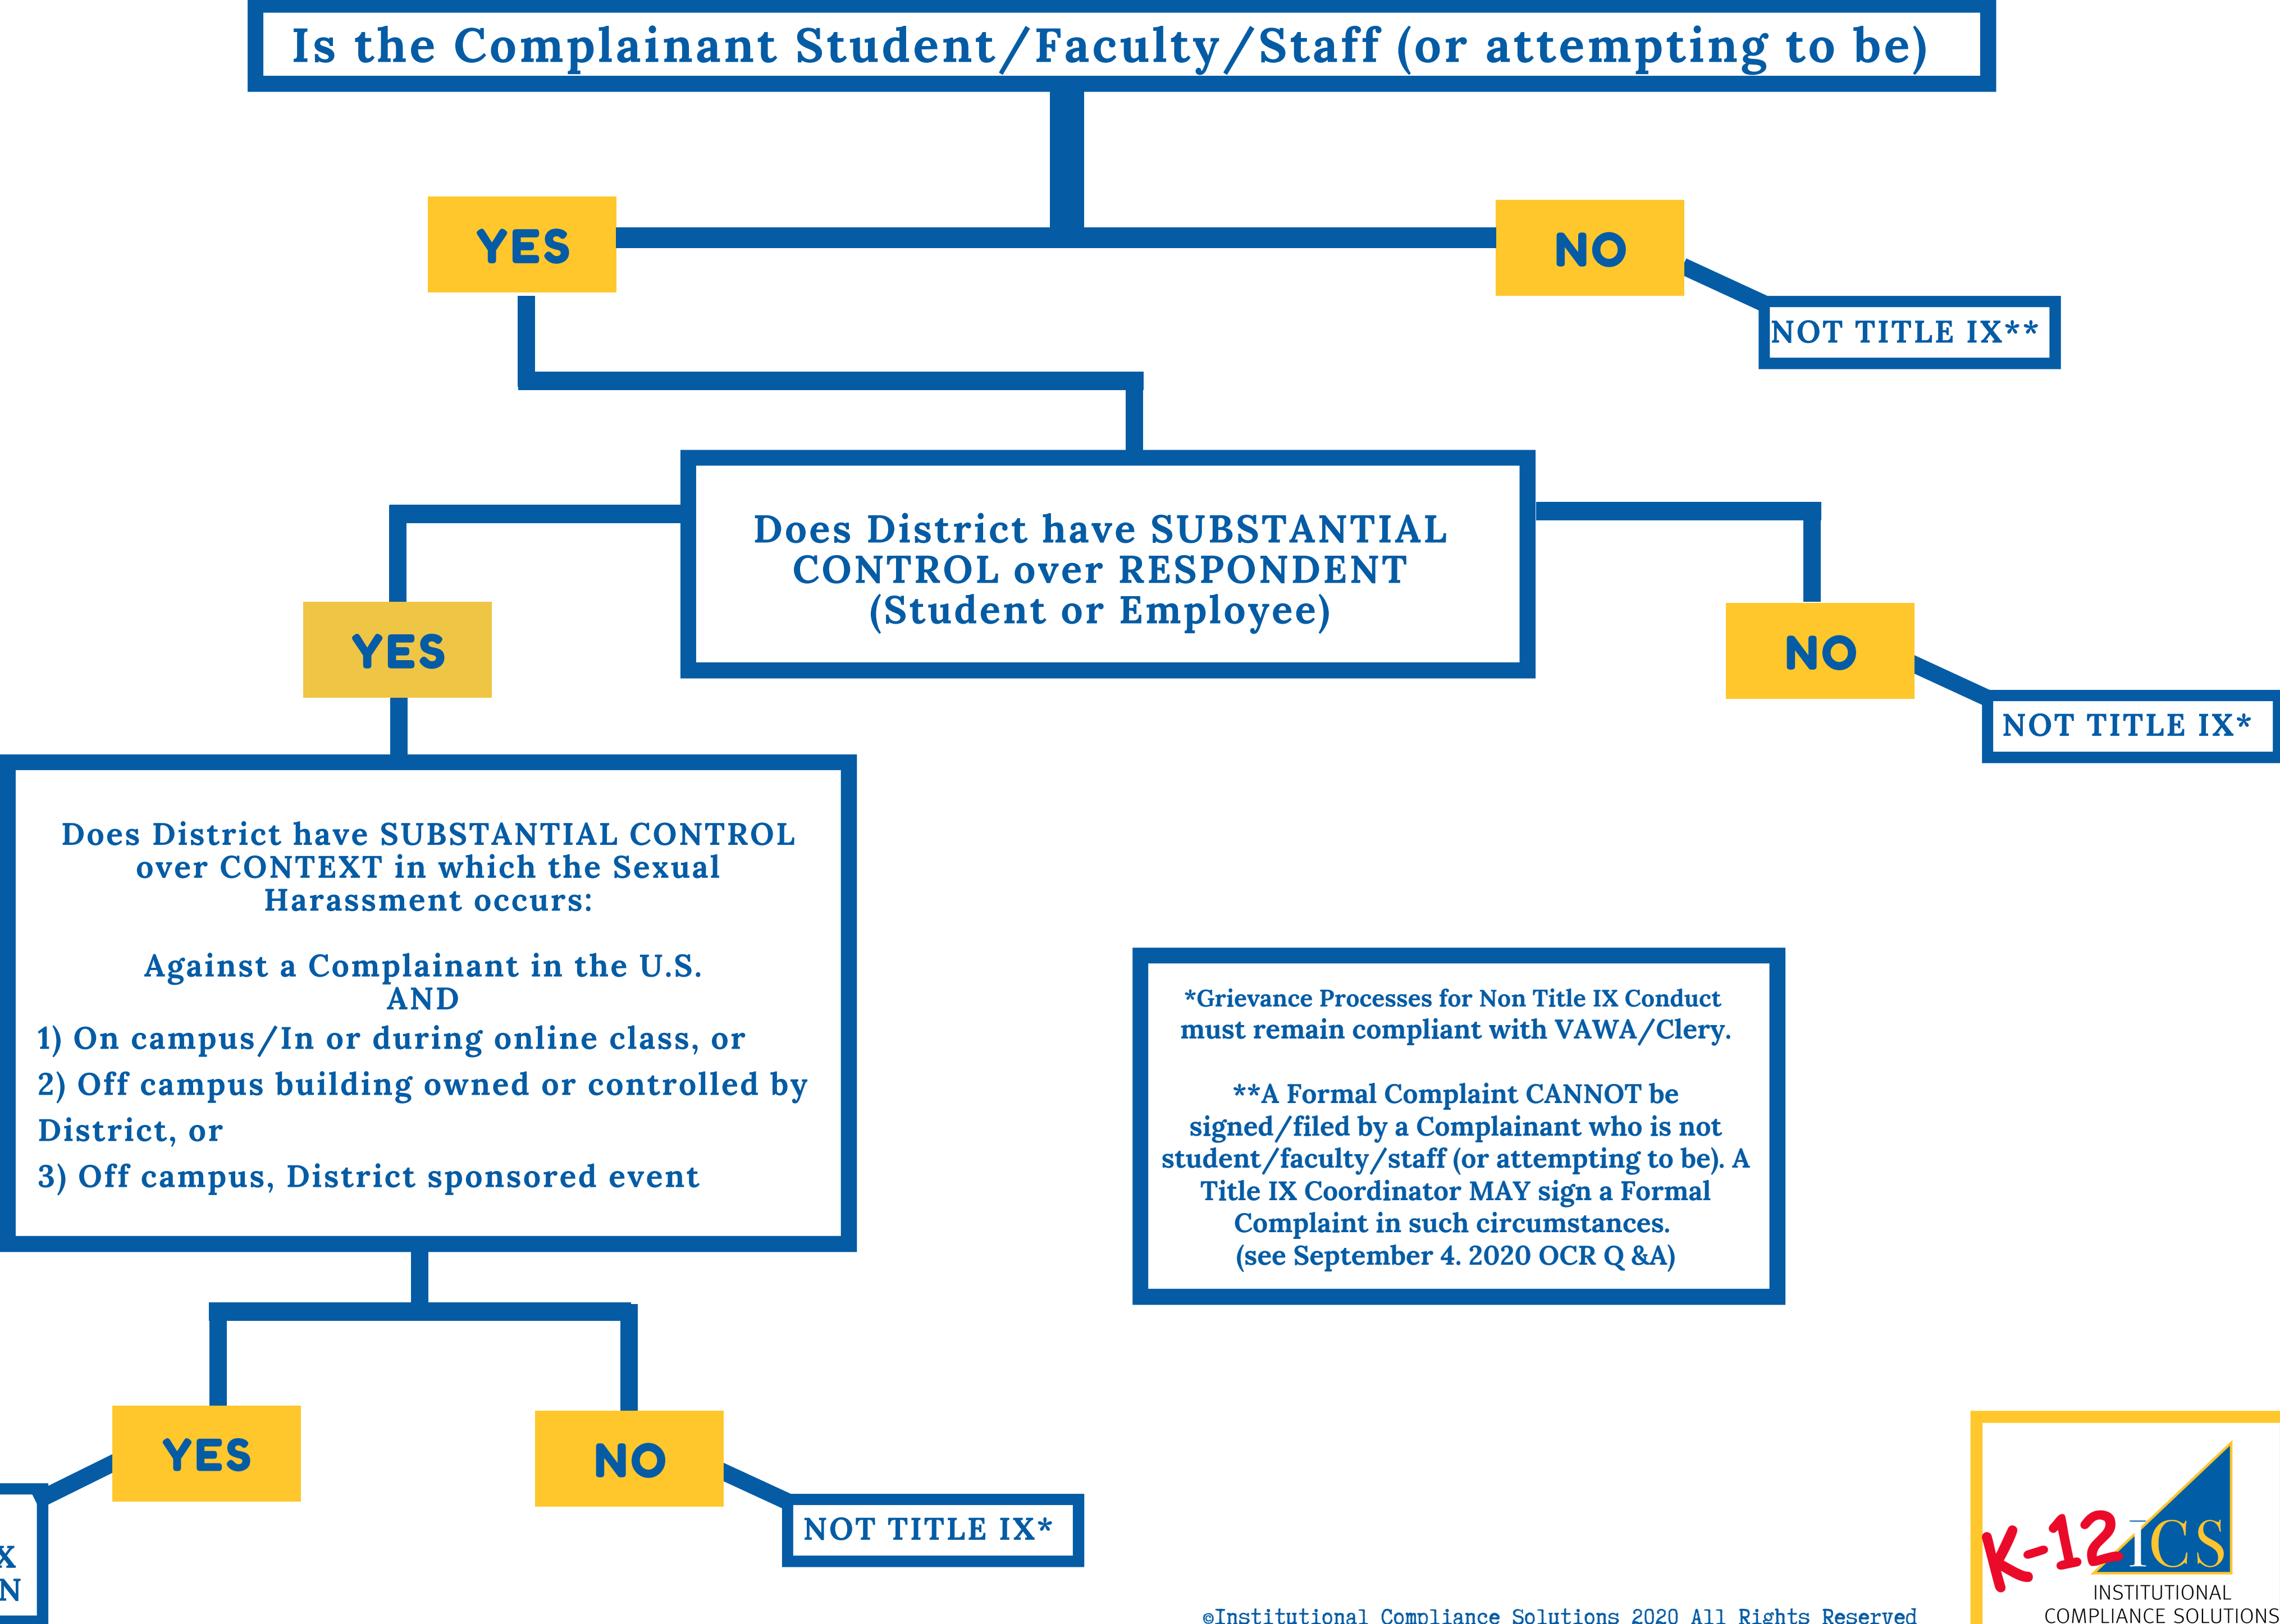 Is the Complainant Student/Faculty/Staff (or attempting to be)
YES
NO
NOT TITLE IX**
Does District have SUBSTANTIAL
CONTROL over RESPONDENT
(Student or Employee)
YES
NO
NOT TITLE IX*
Does District have SUBSTANTIAL CONTROL
over CONTEXT in which the Sexual
Harassment occurs:
Against a Complainant in the U.S.
AND
1) On campus/In or during online class, or
2) Off campus building owned or controlled by
District, or
3) Off campus, District sponsored event
*Grievance Processes for Non Title IX Conduct
must remain compliant with VAWA/Clery.
**A Formal Complaint CANNOT be
signed/filed by a Complainant who is not
student/faculty/staff (or attempting to be). A
Title IX Coordinator MAY sign a Formal
Complaint in such circumstances.
(see September 4. 2020 OCR Q &A)
YES
NO
NOT TITLE IX*
X
N
K-12 ICS
INSTITUTIONAL
COMPLIANCE SOLUTIONS
©Institutional Compliance Solutions 2020 All Rights Reserved